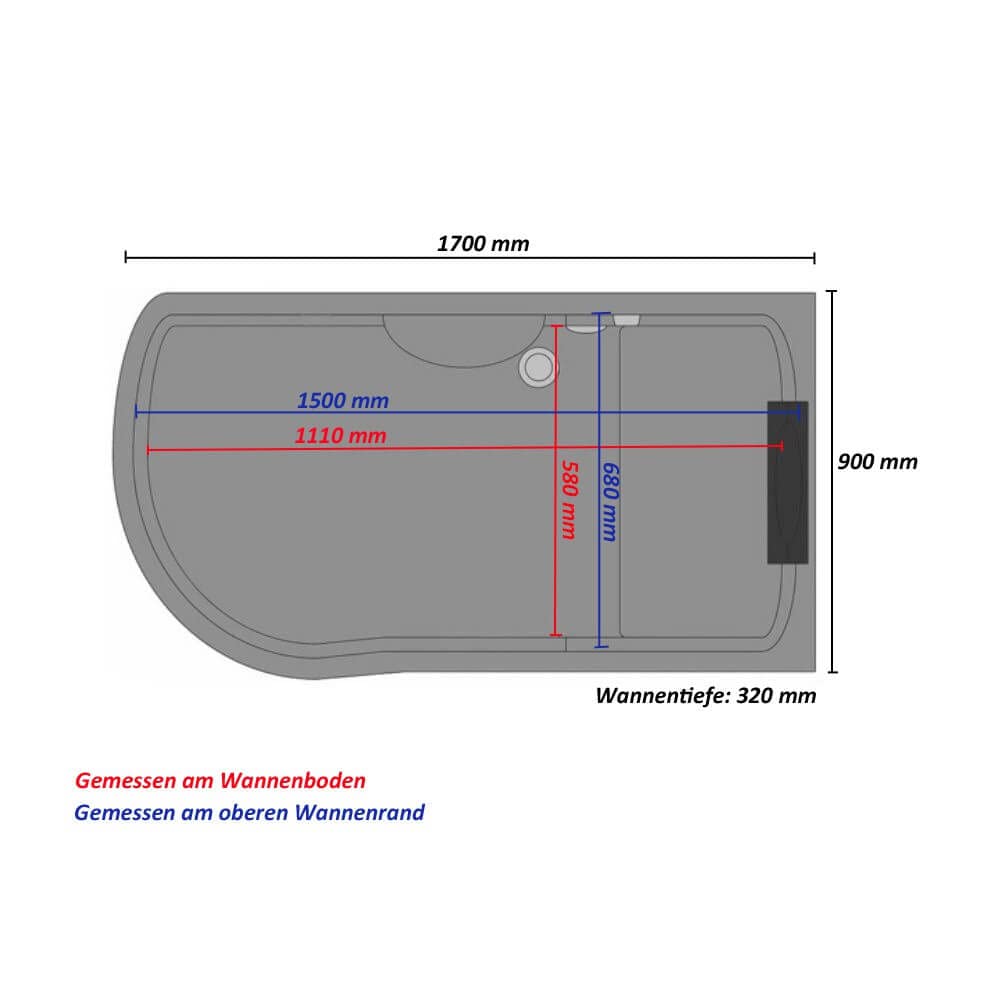 1700 mm
1500 mm
1110 mm
580 mm
680 mm
900 mm
Wannentiefe: 320 mm
Gemessen am Wannenboden
Gemessen am oberen Wannenrand